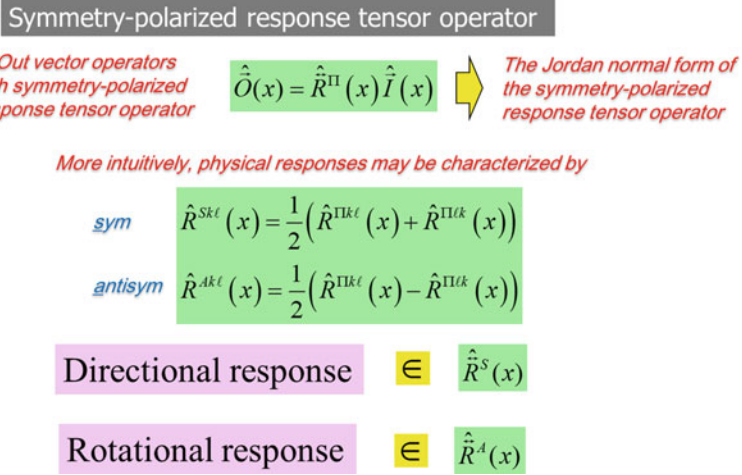 Symmetry-polarized response tensor operator
Out vector operators
symmetry-polarized
tensor operator
Ô⃗(x) = R̂⃡^Π(x) Î⃗(x)
The Jordan normal form of
the symmetry-polarized
response tensor operator
More intuitively, physical responses may be characterized by
sym
R̂^{Skℓ}(x) = 1/2 (R̂^{Πkℓ}(x) + R̂^{Πℓk}(x))
antisym
R̂^{Akℓ}(x) = 1/2 (R̂^{Πkℓ}(x) − R̂^{Πℓk}(x))
Directional response ∈ R̂⃡^S(x)
Rotational response ∈ R̂⃡^A(x)